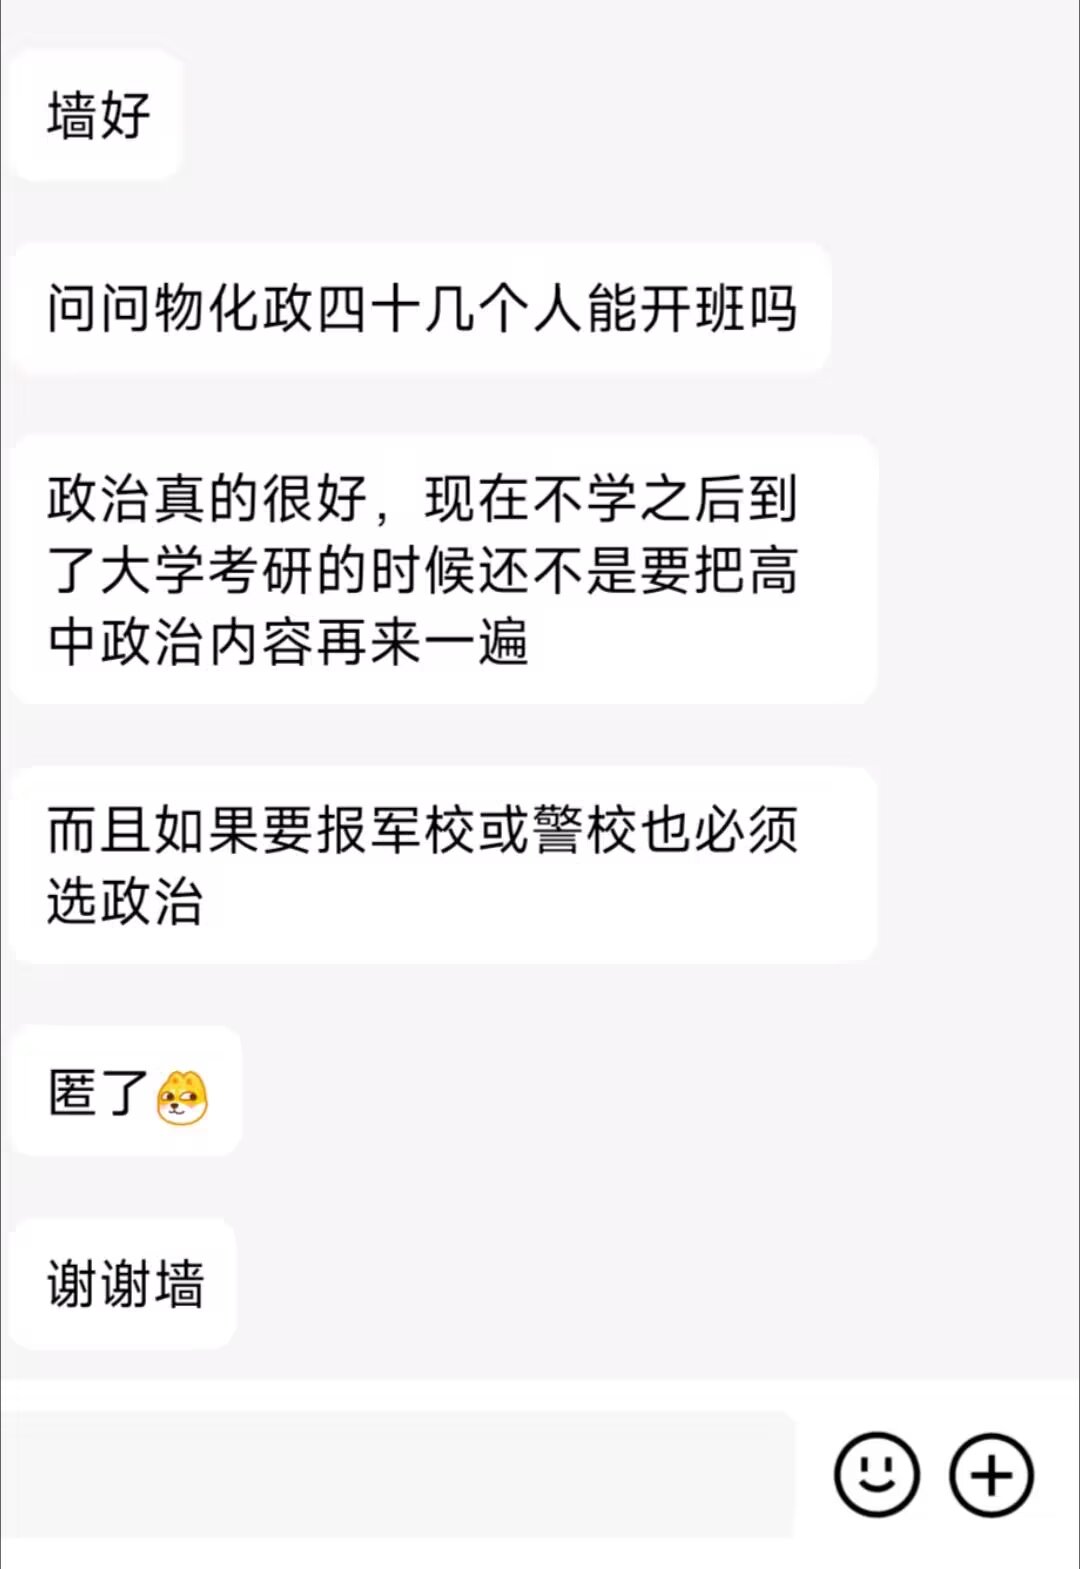 墙好
问问物化政四十几个人能开班吗
政治真的很好，现在不学之后到
了大学考研的时候还不是要把高
中政治内容再来一遍
而且如果要报军校或警校也必须
选政治
匿了
谢谢墙